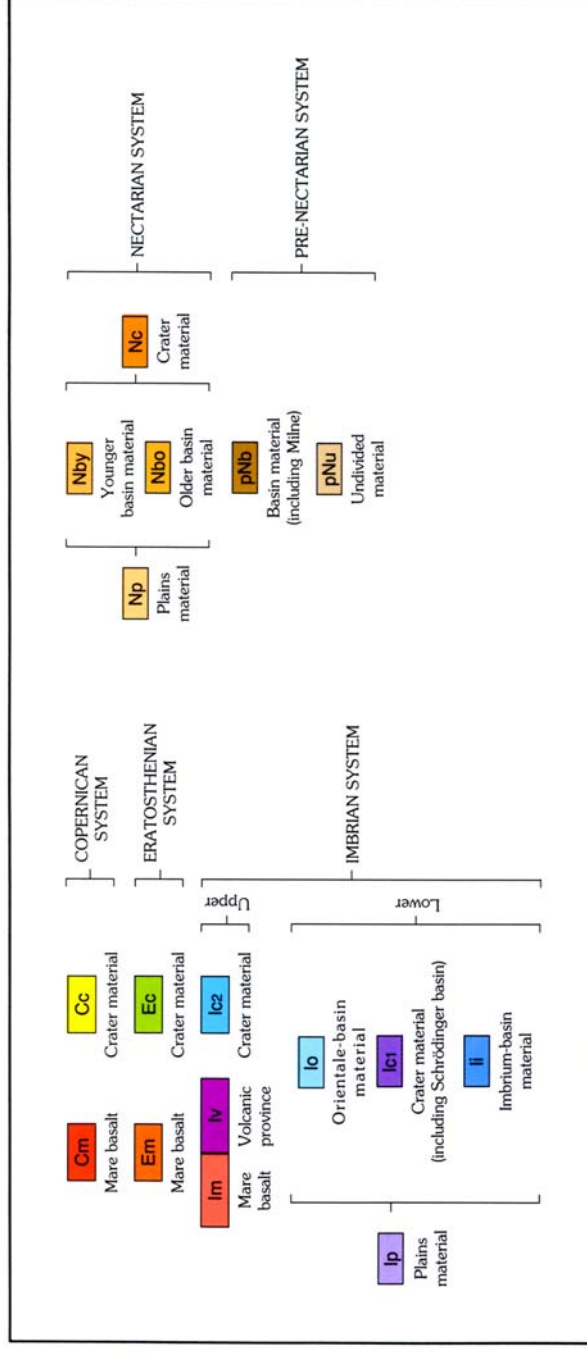 COPERNICAN
SYSTEM
Cm
Mare basalt
Cc
Crater material
ERATOSTHENIAN
SYSTEM
Em
Mare basalt
Ec
Crater material
IMBRIAN SYSTEM
Upper
Im
Mare
basalt
Iv
Volcanic
province
Ic2
Crater material
Lower
Ip
Plains
material
Io
Orientale-basin
material
Ic1
Crater material
(including Schrödinger basin)
Ii
Imbrium-basin
material
NECTARIAN SYSTEM
Np
Plains
material
Nby
Younger
basin material
Nbo
Older basin
material
Nc
Crater
material
PRE-NECTARIAN SYSTEM
pNb
Basin material
(including Milne)
pNu
Undivided
material